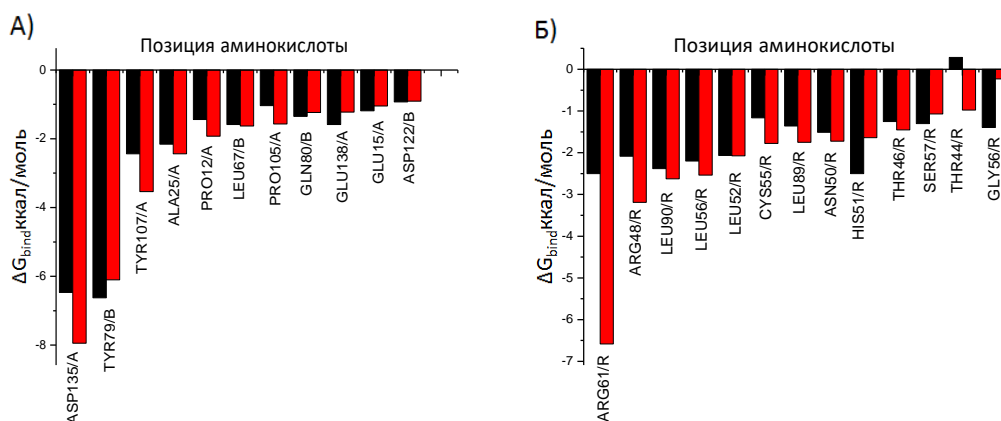 А)
Позиция аминокислоты
ΔGbindккал/моль
0
-2
-4
-6
-8
ASP135/A
TYR79/B
TYR107/A
ALA25/A
PRO12/A
LEU67/B
PRO105/A
GLN80/B
GLU138/A
GLU15/A
ASP122/B
Б)
Позиция аминокислоты
ΔGbindккал/моль
0
-1
-2
-3
-4
-5
-6
-7
ARG61/R
ARG48/R
LEU90/R
LEU56/R
LEU52/R
CYS55/R
LEU89/R
ASN50/R
HIS51/R
THR46/R
SER57/R
THR44/R
GLY56/R